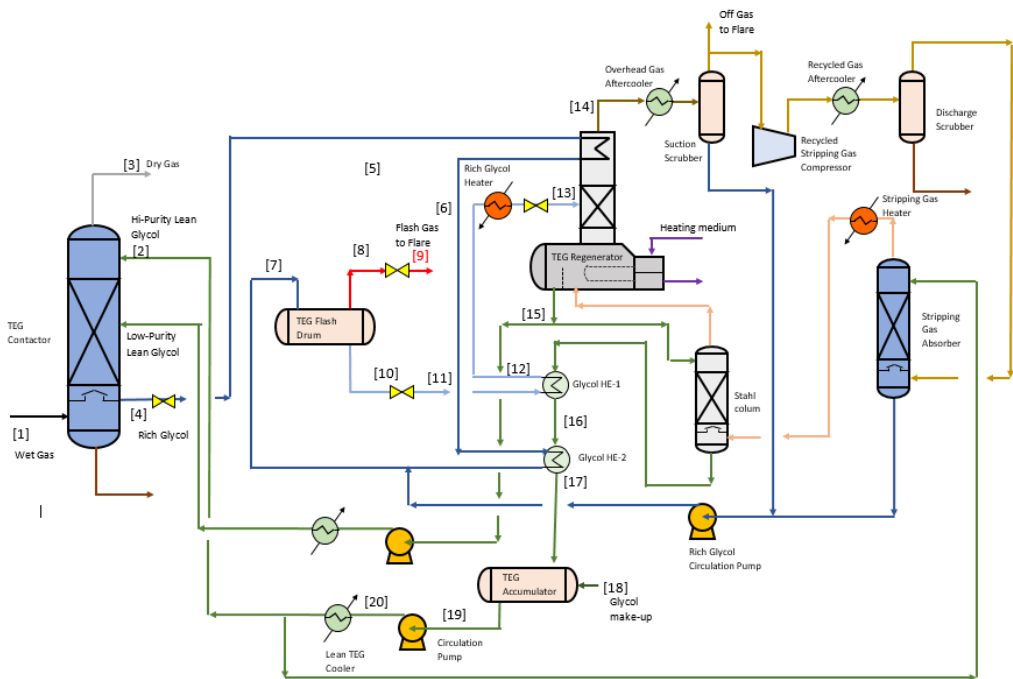 Off Gas
to Flare
Overhead Gas
Aftercooler
Recycled Gas
Aftercooler
[14]
Discharge
Scrubber
Suction
Scrubber
Recycled
Stripping Gas
Compressor
[3] Dry Gas
[5]
Rich Glycol
Heater
[13]
[6]
Stripping Gas
Heater
Hi-Purity Lean
Glycol
[2]
Flash Gas
to Flare
[8]
[9]
Heating medium
TEG Regenerator
[7]
TEG
Contactor
Low-Purity
Lean Glycol
TEG Flash
Drum
[15]
Stripping
Gas
Absorber
[10]
[11]
[12]
Glycol HE-1
Stahl
colum
[4]
Rich Glycol
[1]
Wet Gas
[16]
Glycol HE-2
[17]
Rich Glycol
Circulation Pump
TEG
Accumulator
[18]
Glycol
make-up
[20]
[19]
Circulation
Pump
Lean TEG
Cooler